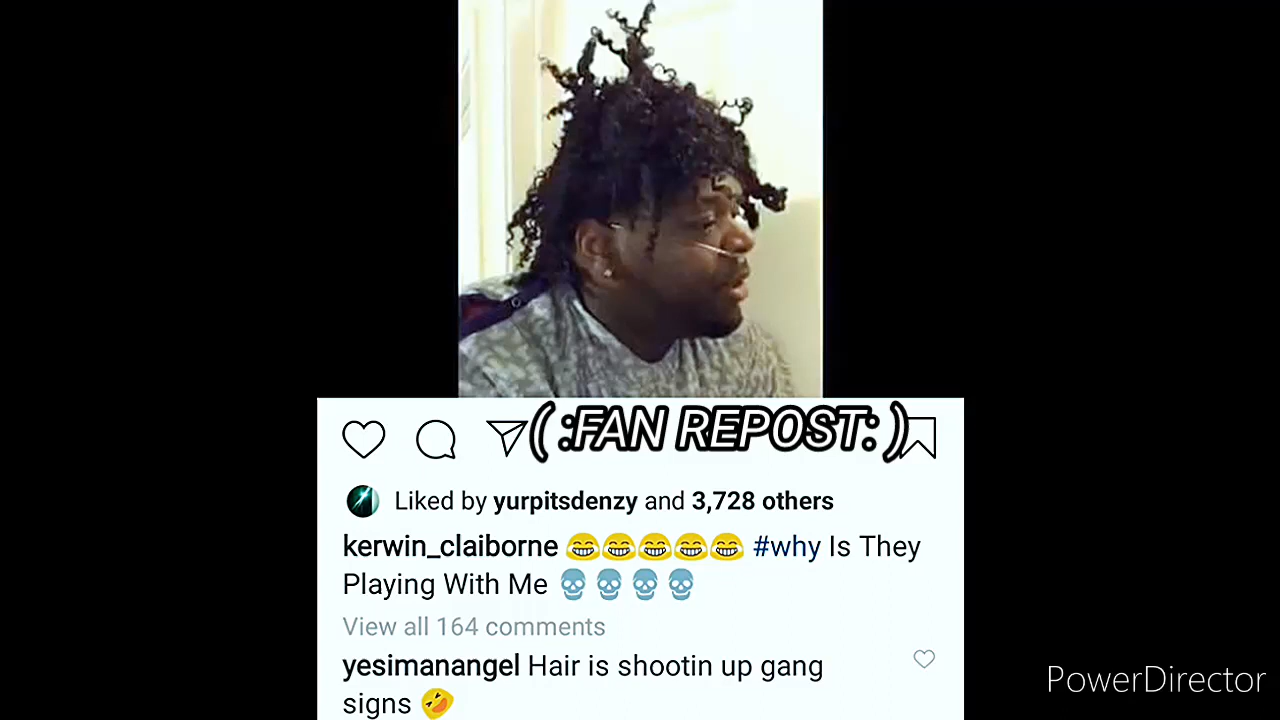 ( :FAN REPOST: )
Liked by yurpitsdenzy and 3,728 others
kerwin_claiborne 😂😂😂😂😂 #why Is They
Playing With Me 💀💀💀💀
View all 164 comments
yesimanangel Hair is shootin up gang
signs 🤣
PowerDirector